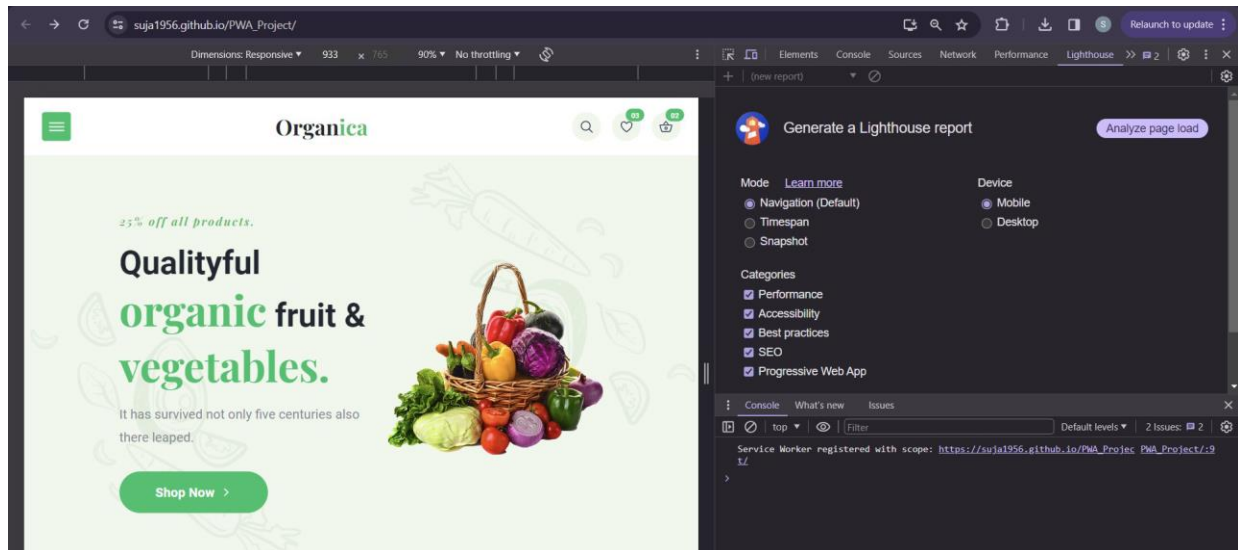 suja1956.github.io/PWA_Project/
S
Relaunch to update
Dimensions: Responsive 933 x 765 90% No throttling
Elements Console Sources Network Performance Lighthouse 2
(new report)
Organica
03
02
25% off all products.
Qualityful
organic fruit &
vegetables.
It has survived not only five centuries also
there leaped.
Shop Now
Generate a Lighthouse report
Analyze page load
Mode Learn more
Device
Navigation (Default)
Mobile
Timespan
Desktop
Snapshot
Categories
Performance
Accessibility
Best practices
SEO
Progressive Web App
Console What's new Issues
top Filter Default levels 2 Issues: 2
Service Worker registered with scope: https://suja1956.github.io/PWA_Projec PWA_Project/:9
t/